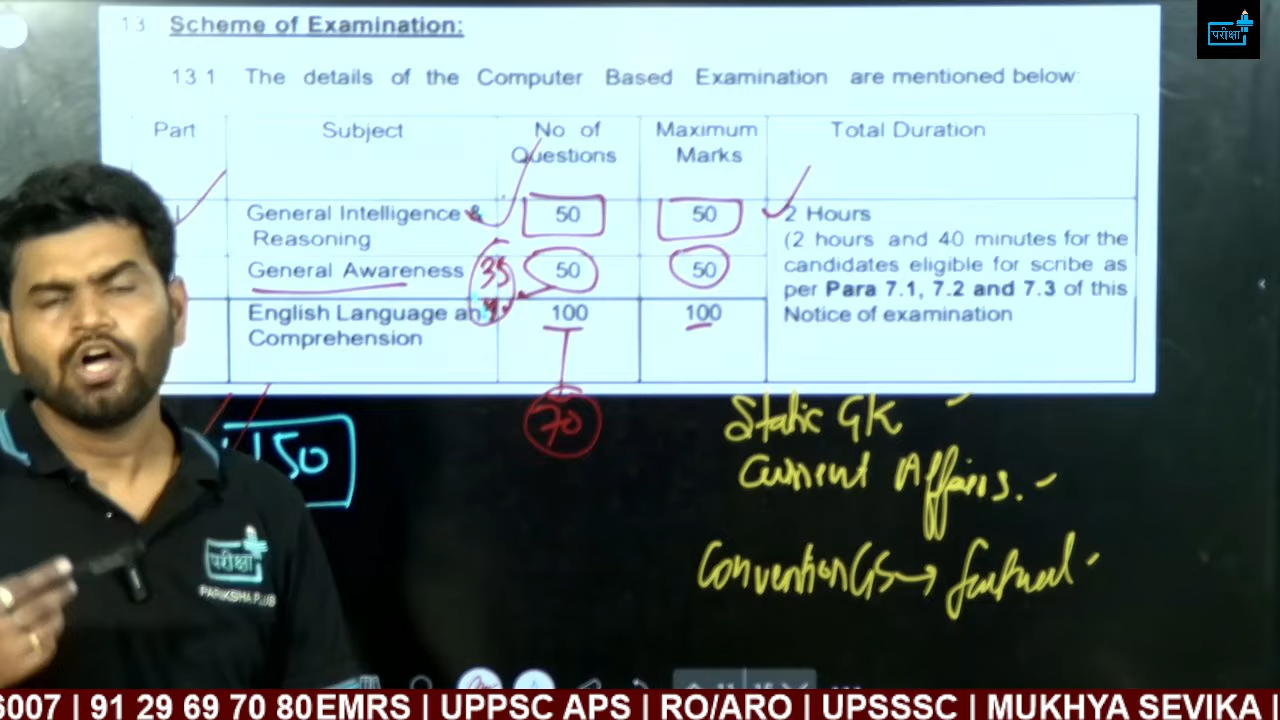 परीक्षा
13 Scheme of Examination:
13 1 The details of the Computer Based Examination are mentioned below:
Part Subject No of Questions Maximum Marks Total Duration
I General Intelligence & Reasoning 50 50 2 Hours
(2 hours and 40 minutes for the
candidates eligible for scribe as
per Para 7.1, 7.2 and 7.3 of this
Notice of examination
General Awareness 35 50 50
English Language an
Comprehension 100 100
70
150
Static GK
Current Affairs.
Convention GS →
परीक्षा
PARIKSHA PLUS
6007 | 91 29 69 70 80 EMRS | UPPSC APS | RO/ARO | UPSSSC | MUKHYA SEVIKA |